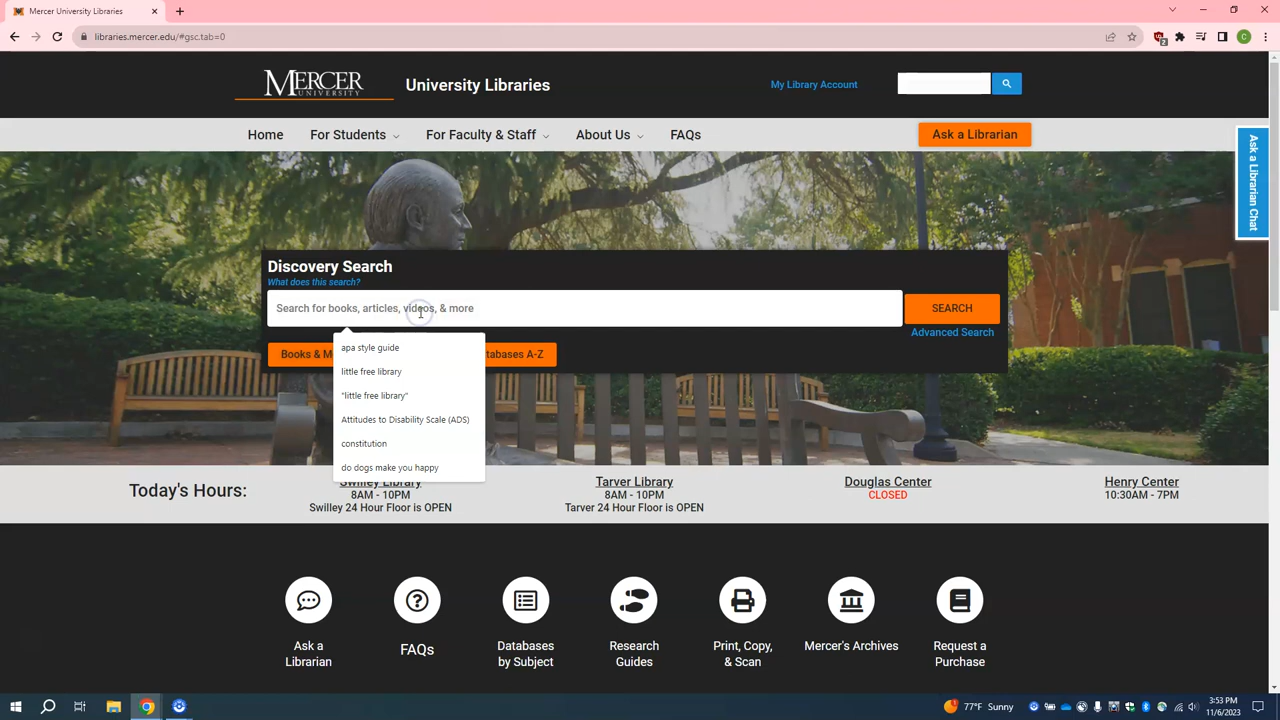 Mercer University Libraries
libraries.mercer.edu/#gsc.tab=0
2
C
MERCER
UNIVERSITY
University Libraries
My Library Account
Home
For Students
For Faculty & Staff
About Us
FAQs
Ask a Librarian
Ask a Librarian Chat
Discovery Search
What does this search?
Search for books, articles, videos, & more
SEARCH
Advanced Search
Books & M
tabases A-Z
apa style guide
little free library
"little free library"
Attitudes to Disability Scale (ADS)
constitution
do dogs make you happy
Today's Hours:
Swilley Library
8AM - 10PM
Swilley 24 Hour Floor is OPEN
Tarver Library
8AM - 10PM
Tarver 24 Hour Floor is OPEN
Douglas Center
CLOSED
Henry Center
10:30AM - 7PM
Ask a
Librarian
FAQs
Databases
by Subject
Research
Guides
Print, Copy,
& Scan
Mercer's Archives
Request a
Purchase
77°F Sunny
3:53 PM
11/6/2023